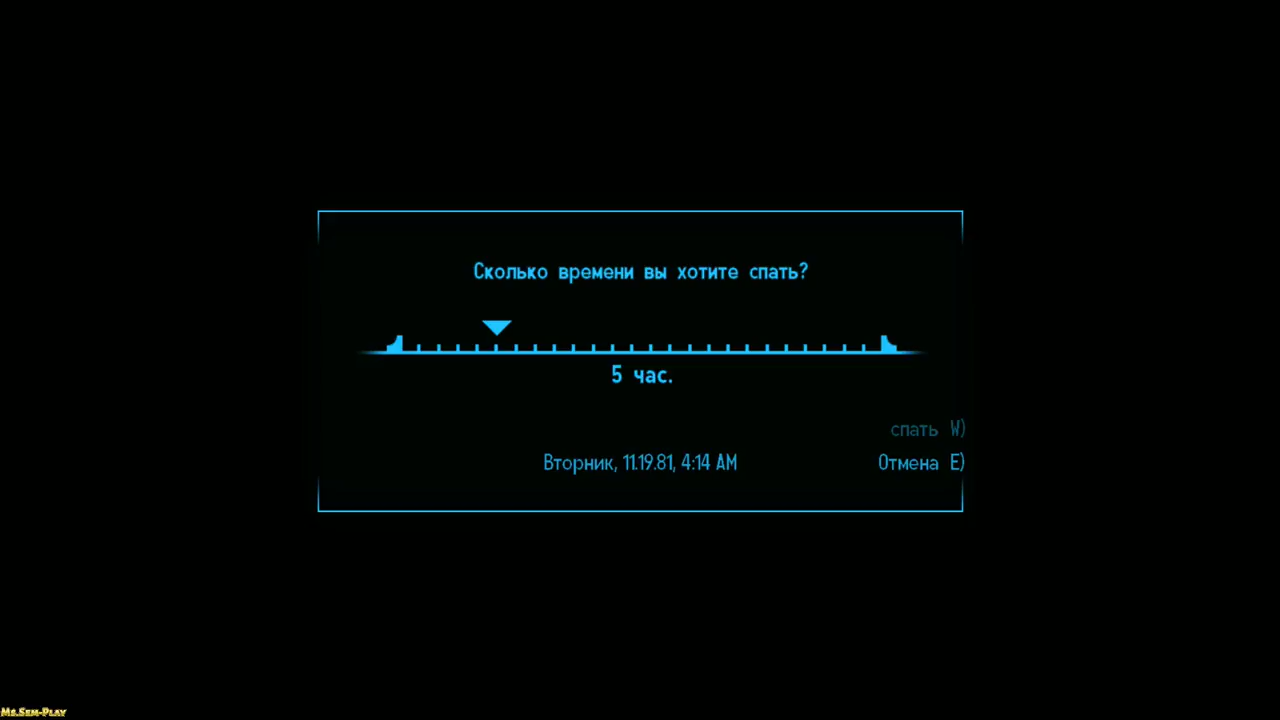 Сколько времени вы хотите спать?
5 час.
спать W)
Вторник, 11.19.81, 4:14 AM
Отмена E)
Ms.Sem-Play